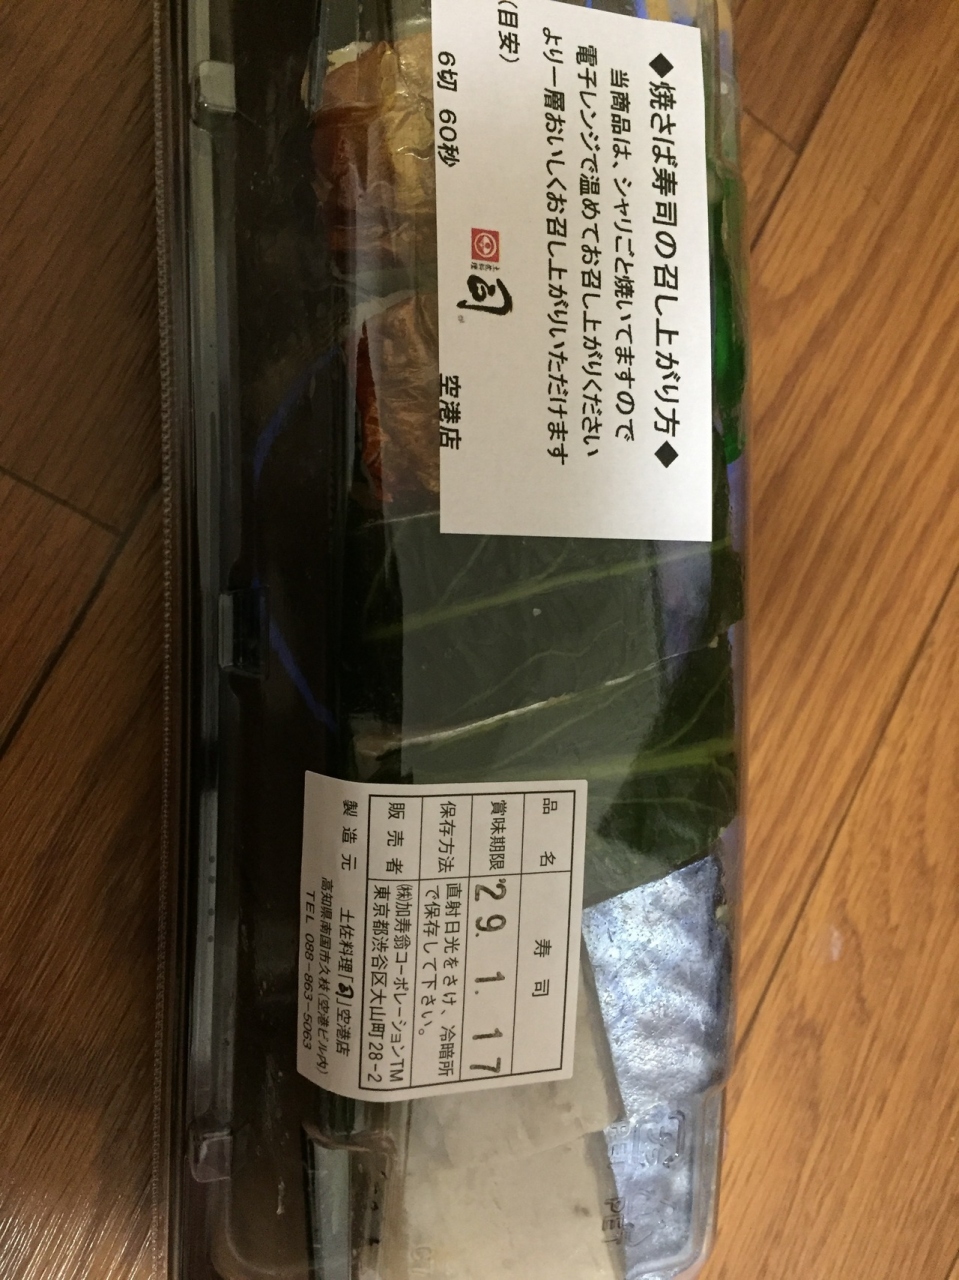 ◆焼さば寿司の召し上がり方◆
当商品は、シャリごと焼いてますので
電子レンジで温めてお召し上がりください
より一層おいしくお召し上がりいただけます
(目安)
6切 60秒
土佐料理
司
空港店
品名 寿司
賞味期限 '29. 1. 17
保存方法 直射日光をさけ、冷暗所
で保存して下さい。
販売者 ㈱加寿翁コーポレーションTM
東京都渋谷区大山町28-2
製造元 土佐料理「司」空港店
高知県南国市久枝(空港ビル内)
TEL 088-863-5063
PET